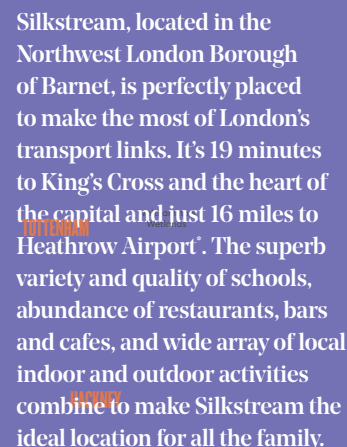 Silkstream, located in the
Northwest London Borough
of Barnet, is perfectly placed
to make the most of London's
transport links. It's 19 minutes
to King's Cross and the heart of
the capital and just 16 miles to
TOTTENHAM
Wetlands
Heathrow Airport*. The superb
variety and quality of schools,
abundance of restaurants, bars
and cafes, and wide array of local
indoor and outdoor activities
HACKNEY
combine to make Silkstream the
ideal location for all the family.